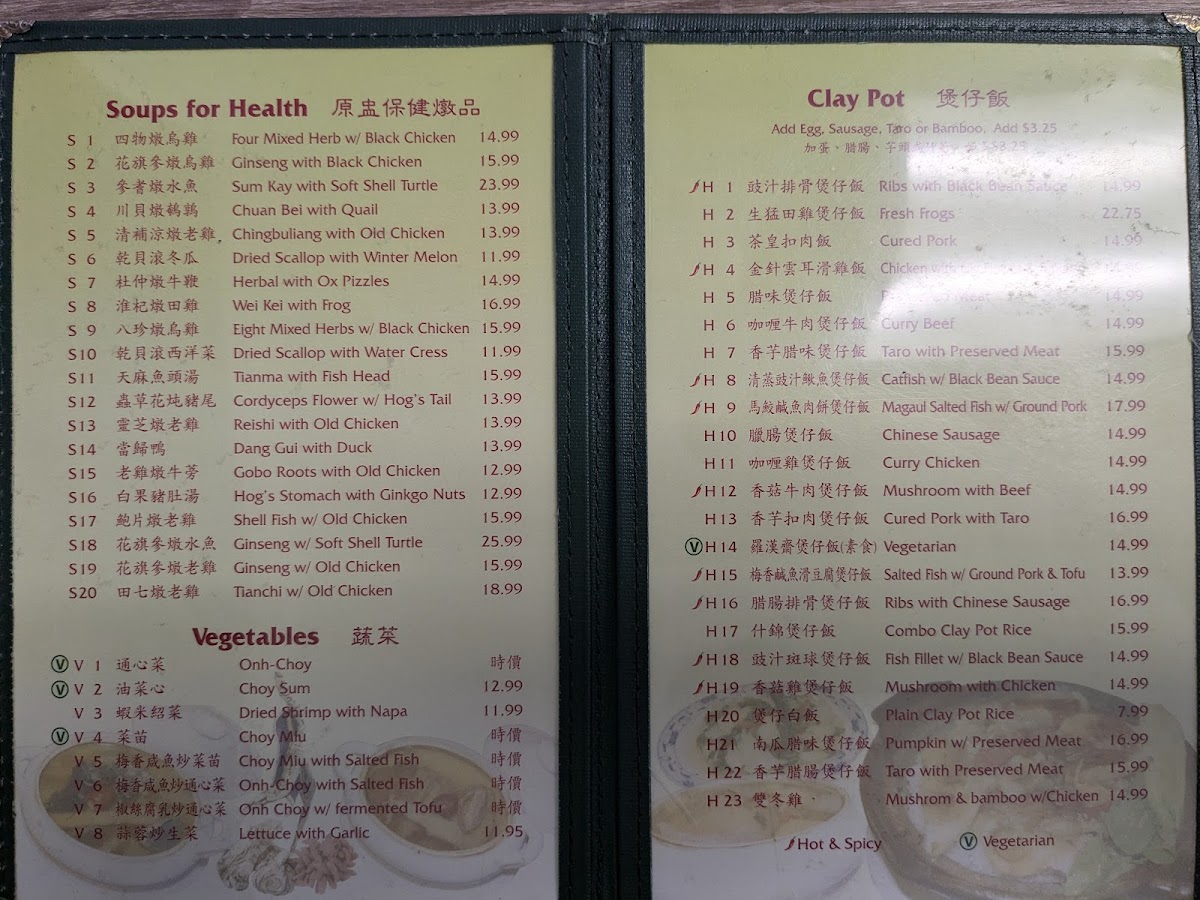 Soups for Health 原盅保健燉品
S 1 四物燉烏雞 Four Mixed Herb w/ Black Chicken 14.99
S 2 花旗參燉烏雞 Ginseng with Black Chicken 15.99
S 3 參耆燉水魚 Sum Kay with Soft Shell Turtle 23.99
S 4 川貝燉鵪鶉 Chuan Bei with Quail 13.99
S 5 清補涼燉老雞 Chingbuliang with Old Chicken 13.99
S 6 乾貝滾冬瓜 Dried Scallop with Winter Melon 11.99
S 7 杜仲燉牛鞭 Herbal with Ox Pizzles 14.99
S 8 淮杞燉田雞 Wei Kei with Frog 16.99
S 9 八珍燉烏雞 Eight Mixed Herbs w/ Black Chicken 15.99
S10 乾貝滾西洋菜 Dried Scallop with Water Cress 11.99
S11 天麻魚頭湯 Tianma with Fish Head 15.99
S12 蟲草花炖豬尾 Cordyceps Flower w/ Hog's Tail 13.99
S13 靈芝燉老雞 Reishi with Old Chicken 13.99
S14 當歸鴨 Dang Gui with Duck 13.99
S15 老雞燉牛蒡 Gobo Roots with Old Chicken 12.99
S16 白果豬肚湯 Hog's Stomach with Ginkgo Nuts 12.99
S17 鮑片燉老雞 Shell Fish w/ Old Chicken 15.99
S18 花旗參燉水魚 Ginseng w/ Soft Shell Turtle 25.99
S19 花旗參燉老雞 Ginseng w/ Old Chicken 15.99
S20 田七燉老雞 Tianchi w/ Old Chicken 18.99
Vegetables 蔬菜
V V 1 通心菜 Onh-Choy 時價
V V 2 油菜心 Choy Sum 12.99
V 3 蝦米绍菜 Dried Shrimp with Napa 11.99
V V 4 菜苗 Choy Miu 時價
V 5 梅香咸魚炒菜苗 Choy Miu with Salted Fish 時價
V 6 梅香咸魚炒通心菜 Onh-Choy with Salted Fish 時價
V 7 椒絲腐乳炒通心菜 Onh Choy w/ fermented Tofu 時價
V 8 蒜蓉炒生菜 Lettuce with Garlic 11.95
Clay Pot 煲仔飯
Add Egg, Sausage, Taro or Bamboo, Add $3.25
加蛋、腊腸、芋頭 $3.25
H 1 豉汁排骨煲仔飯 Ribs with Black Bean Sauce 14.99
H 2 生猛田雞煲仔飯 Fresh Frogs 22.75
H 3 茶皇扣肉飯 Cured Pork 14.99
H 4 金針雲耳滑雞飯 Chicken with
H 5 腊味煲仔飯 Meat 14.99
H 6 咖喱牛肉煲仔飯 Curry Beef 14.99
H 7 香芋腊味煲仔飯 Taro with Preserved Meat 15.99
H 8 清蒸豉汁鰍魚煲仔飯 Catfish w/ Black Bean Sauce 14.99
H 9 馬鮫鹹魚肉餅煲仔飯 Magaul Salted Fish w/ Ground Pork 17.99
H10 臘腸煲仔飯 Chinese Sausage 14.99
H11 咖喱雞煲仔飯 Curry Chicken 14.99
H12 香菇牛肉煲仔飯 Mushroom with Beef 14.99
H13 香芋扣肉煲仔飯 Cured Pork with Taro 16.99
V H14 羅漢齋煲仔飯(素食) Vegetarian 14.99
H15 梅香鹹魚滑豆腐煲仔飯 Salted Fish w/ Ground Pork & Tofu 13.99
H16 腊腸排骨煲仔飯 Ribs with Chinese Sausage 16.99
H17 什錦煲仔飯 Combo Clay Pot Rice 15.99
H18 豉汁斑球煲仔飯 Fish Fillet w/ Black Bean Sauce 14.99
H19 香菇雞煲仔飯 Mushroom with Chicken 14.99
H20 煲仔白飯 Plain Clay Pot Rice 7.99
H21 南瓜腊味煲仔飯 Pumpkin w/ Preserved Meat 16.99
H 22 香芋腊腸煲仔飯 Taro with Preserved Meat 15.99
H 23 雙冬雞 Mushrom & bamboo w/Chicken 14.99
Hot & Spicy V Vegetarian